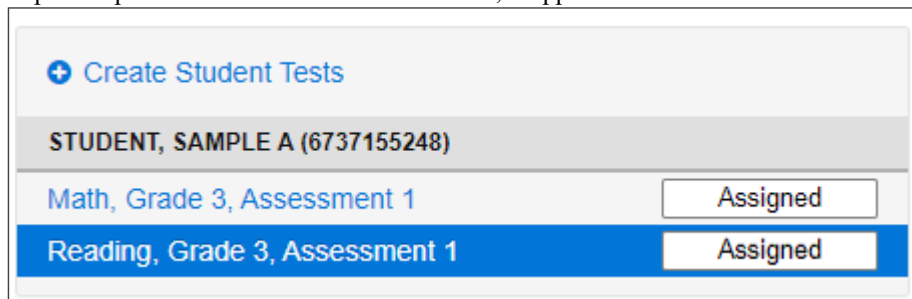 Create Student Tests
STUDENT, SAMPLE A (6737155248)
Math, Grade 3, Assessment 1 Assigned
Reading, Grade 3, Assessment 1 Assigned